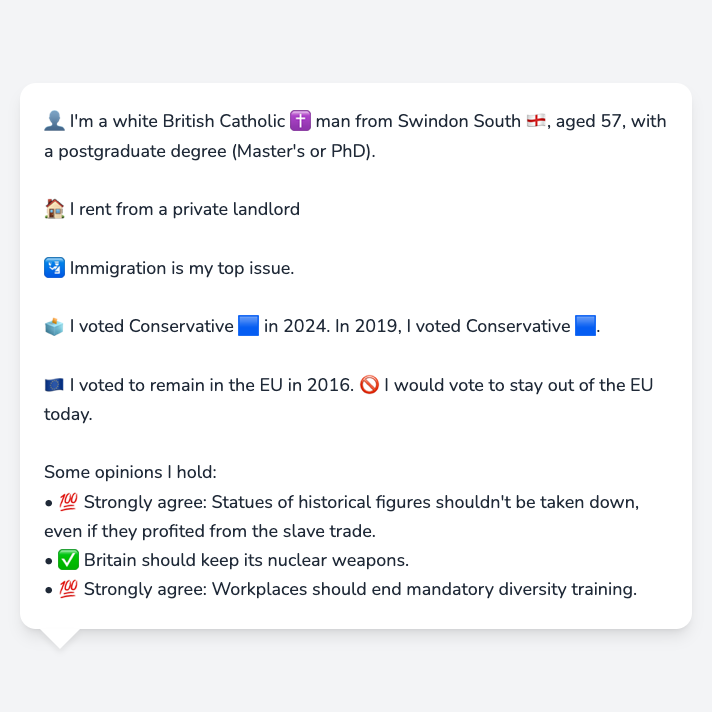 👤 I'm a white British Catholic ✝️ man from Swindon South 🏴󠁧󠁢󠁥󠁮󠁧󠁿, aged 57, with
a postgraduate degree (Master's or PhD).
🏠 I rent from a private landlord
🛂 Immigration is my top issue.
🗳️ I voted Conservative 🟦 in 2024. In 2019, I voted Conservative 🟦.
🇪🇺 I voted to remain in the EU in 2016. 🚫 I would vote to stay out of the EU
today.
Some opinions I hold:
• 💯 Strongly agree: Statues of historical figures shouldn't be taken down,
even if they profited from the slave trade.
• ✅ Britain should keep its nuclear weapons.
• 💯 Strongly agree: Workplaces should end mandatory diversity training.